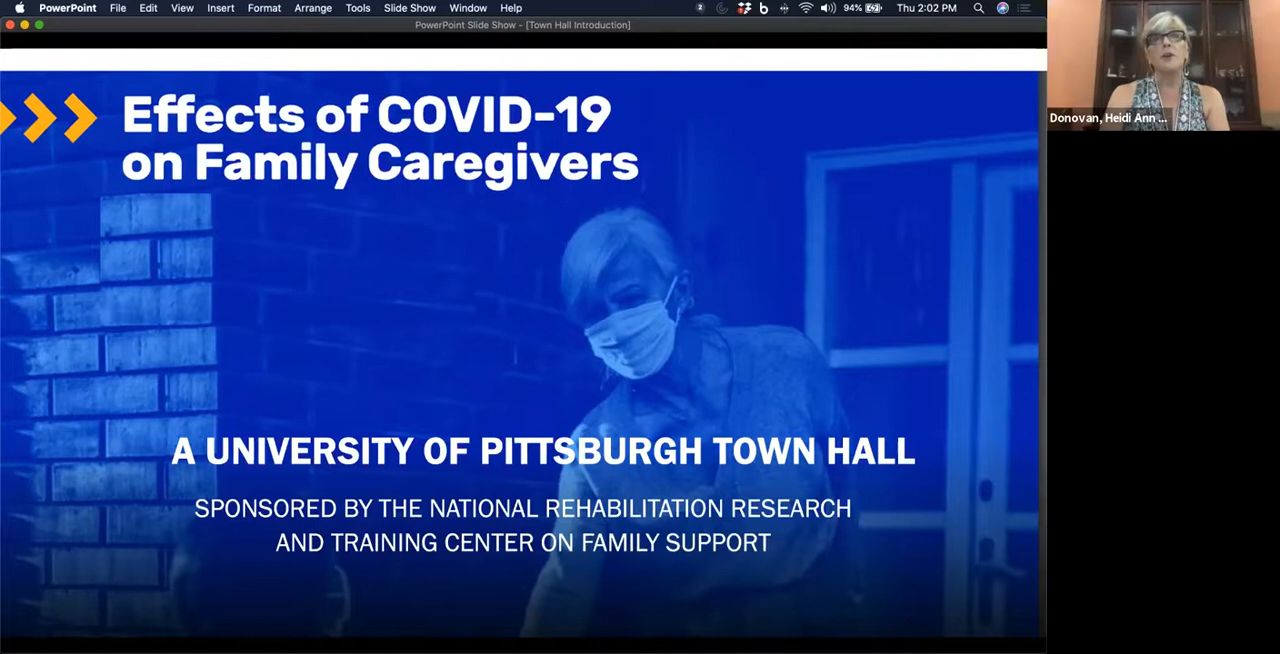 PowerPoint File Edit View Insert Format Arrange Tools Slide Show Window Help 94% Thu 2:02 PM
PowerPoint Slide Show - [Town Hall Introduction]
Effects of COVID-19
on Family Caregivers
A UNIVERSITY OF PITTSBURGH TOWN HALL
SPONSORED BY THE NATIONAL REHABILITATION RESEARCH
AND TRAINING CENTER ON FAMILY SUPPORT
Donovan, Heidi Ann ...